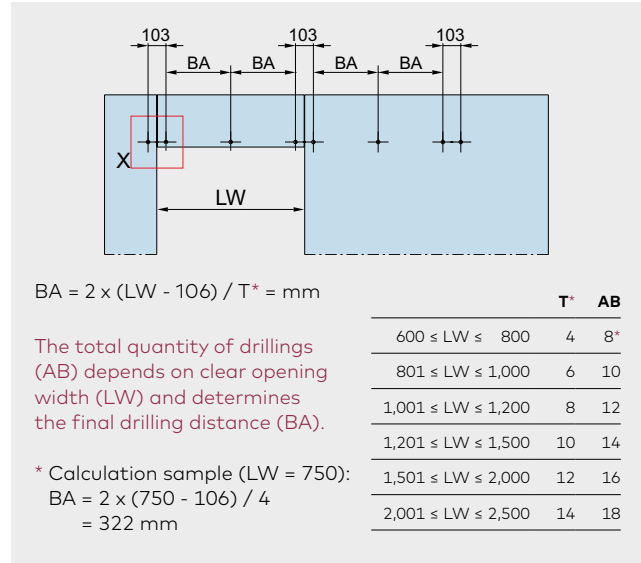 103 103 103
BA BA BA BA
X
LW
BA = 2 x (LW - 106) / T* = mm
The total quantity of drillings
(AB) depends on clear opening
width (LW) and determines
the final drilling distance (BA).
* Calculation sample (LW = 750):
BA = 2 x (750 - 106) / 4
= 322 mm
T* AB
600 ≤ LW ≤ 800 4 8*
801 ≤ LW ≤ 1,000 6 10
1,001 ≤ LW ≤ 1,200 8 12
1,201 ≤ LW ≤ 1,500 10 14
1,501 ≤ LW ≤ 2,000 12 16
2,001 ≤ LW ≤ 2,500 14 18